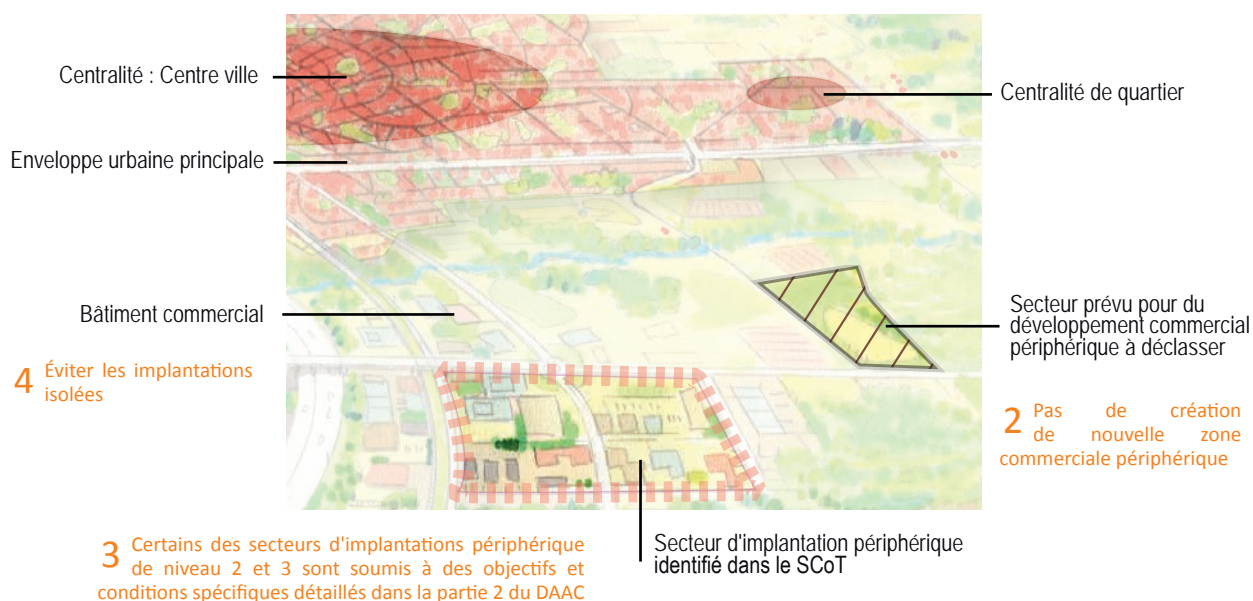 Centralité : Centre ville
Centralité de quartier
Enveloppe urbaine principale
Bâtiment commercial
4 Éviter les implantations
isolées
Secteur prévu pour du
développement commercial
périphérique à déclasser
2 Pas de création
de nouvelle zone
commerciale périphérique
3 Certains des secteurs d'implantations périphérique
de niveau 2 et 3 sont soumis à des objectifs et
conditions spécifiques détaillés dans la partie 2 du DAAC
Secteur d'implantation périphérique
identifié dans le SCoT